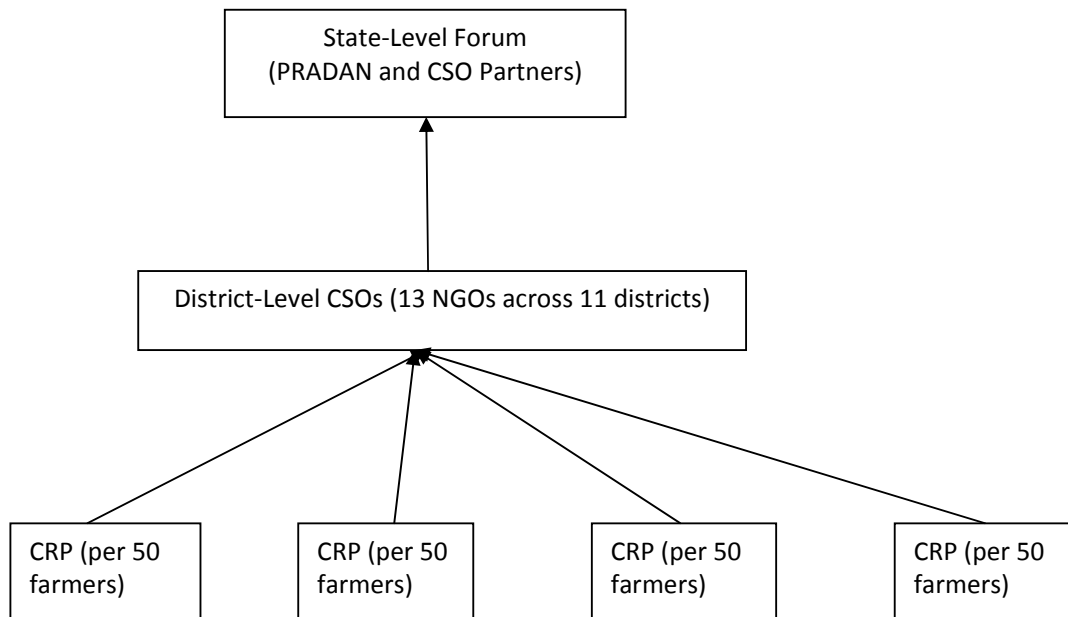 State-Level Forum
(PRADAN and CSO Partners)
District-Level CSOs (13 NGOs across 11 districts)
CRP (per 50
farmers)
CRP (per 50
farmers)
CRP (per 50
farmers)
CRP (per 50
farmers)